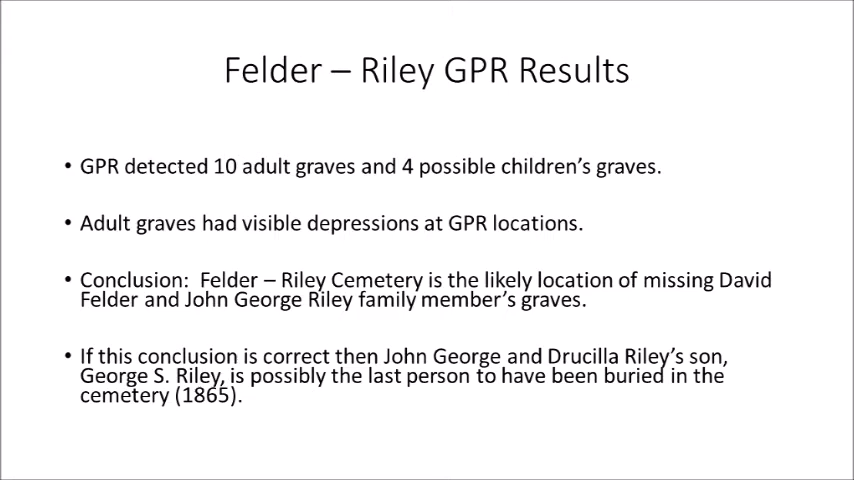 Felder – Riley GPR Results
• GPR detected 10 adult graves and 4 possible children’s graves.
• Adult graves had visible depressions at GPR locations.
• Conclusion:  Felder – Riley Cemetery is the likely location of missing David
Felder and John George Riley family member’s graves.
• If this conclusion is correct then John George and Drucilla Riley’s son,
George S. Riley, is possibly the last person to have been buried in the
cemetery (1865).